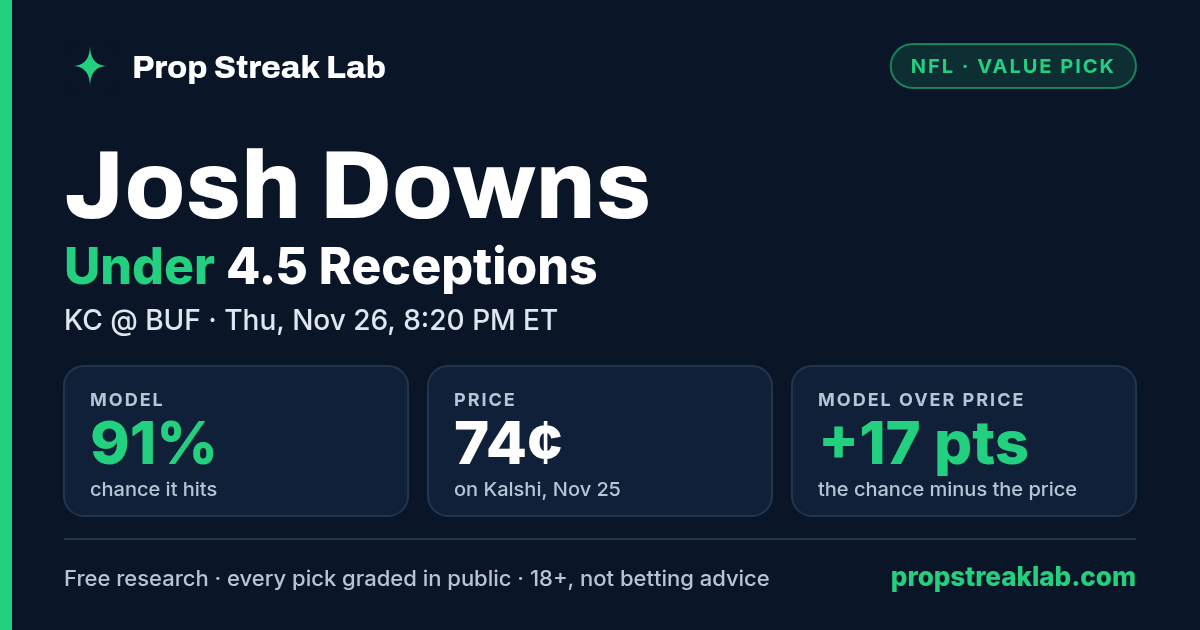 Prop Streak Lab
NFL · VALUE PICK
Josh Downs
Under 4.5 Receptions
KC @ BUF · Thu, Nov 26, 8:20 PM ET
MODEL
91%
chance it hits
PRICE
74¢
on Kalshi, Nov 25
MODEL OVER PRICE
+17 pts
the chance minus the price
Free research · every pick graded in public · 18+, not betting advice
propstreaklab.com